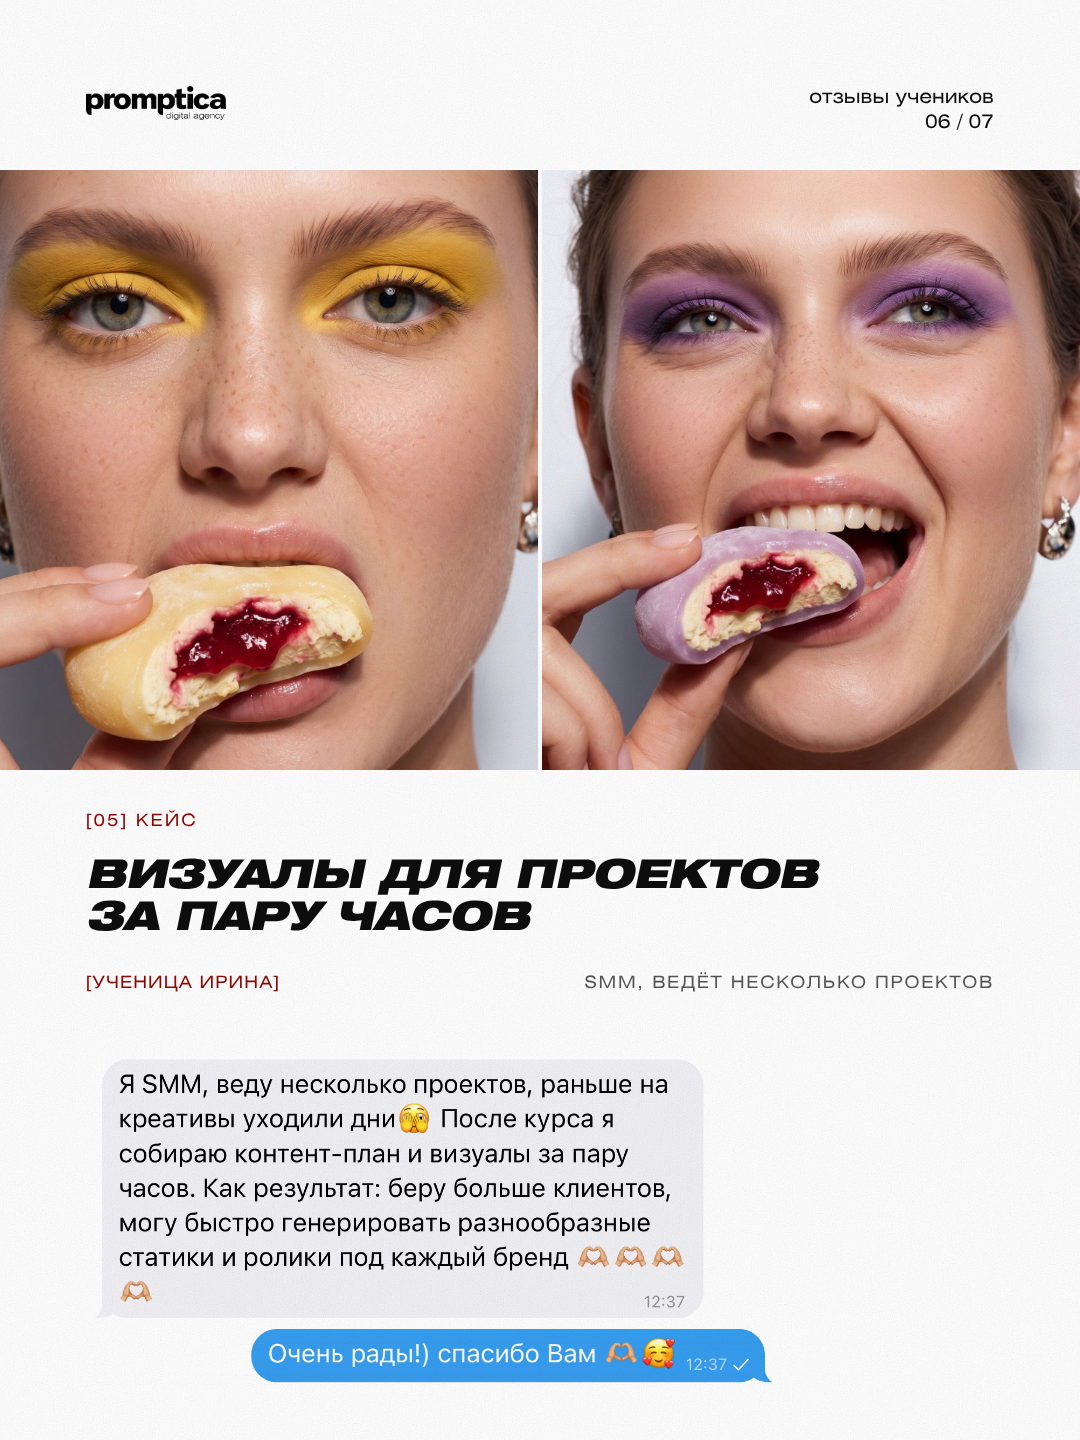 promptica
digital agency
отзывы учеников
06 / 07
[05] КЕЙС
ВИЗУАЛЫ ДЛЯ ПРОЕКТОВ
ЗА ПАРУ ЧАСОВ
[УЧЕНИЦА ИРИНА]
SMM, ВЕДЁТ НЕСКОЛЬКО ПРОЕКТОВ
Я SMM, веду несколько проектов, раньше на
креативы уходили дни🫣 После курса я
собираю контент-план и визуалы за пару
часов. Как результат: беру больше клиентов,
могу быстро генерировать разнообразные
статики и ролики под каждый бренд 🫶🏼🫶🏼🫶🏼
🫶🏼
12:37
Очень рады!) спасибо Вам 🫶🏼🥰 12:37